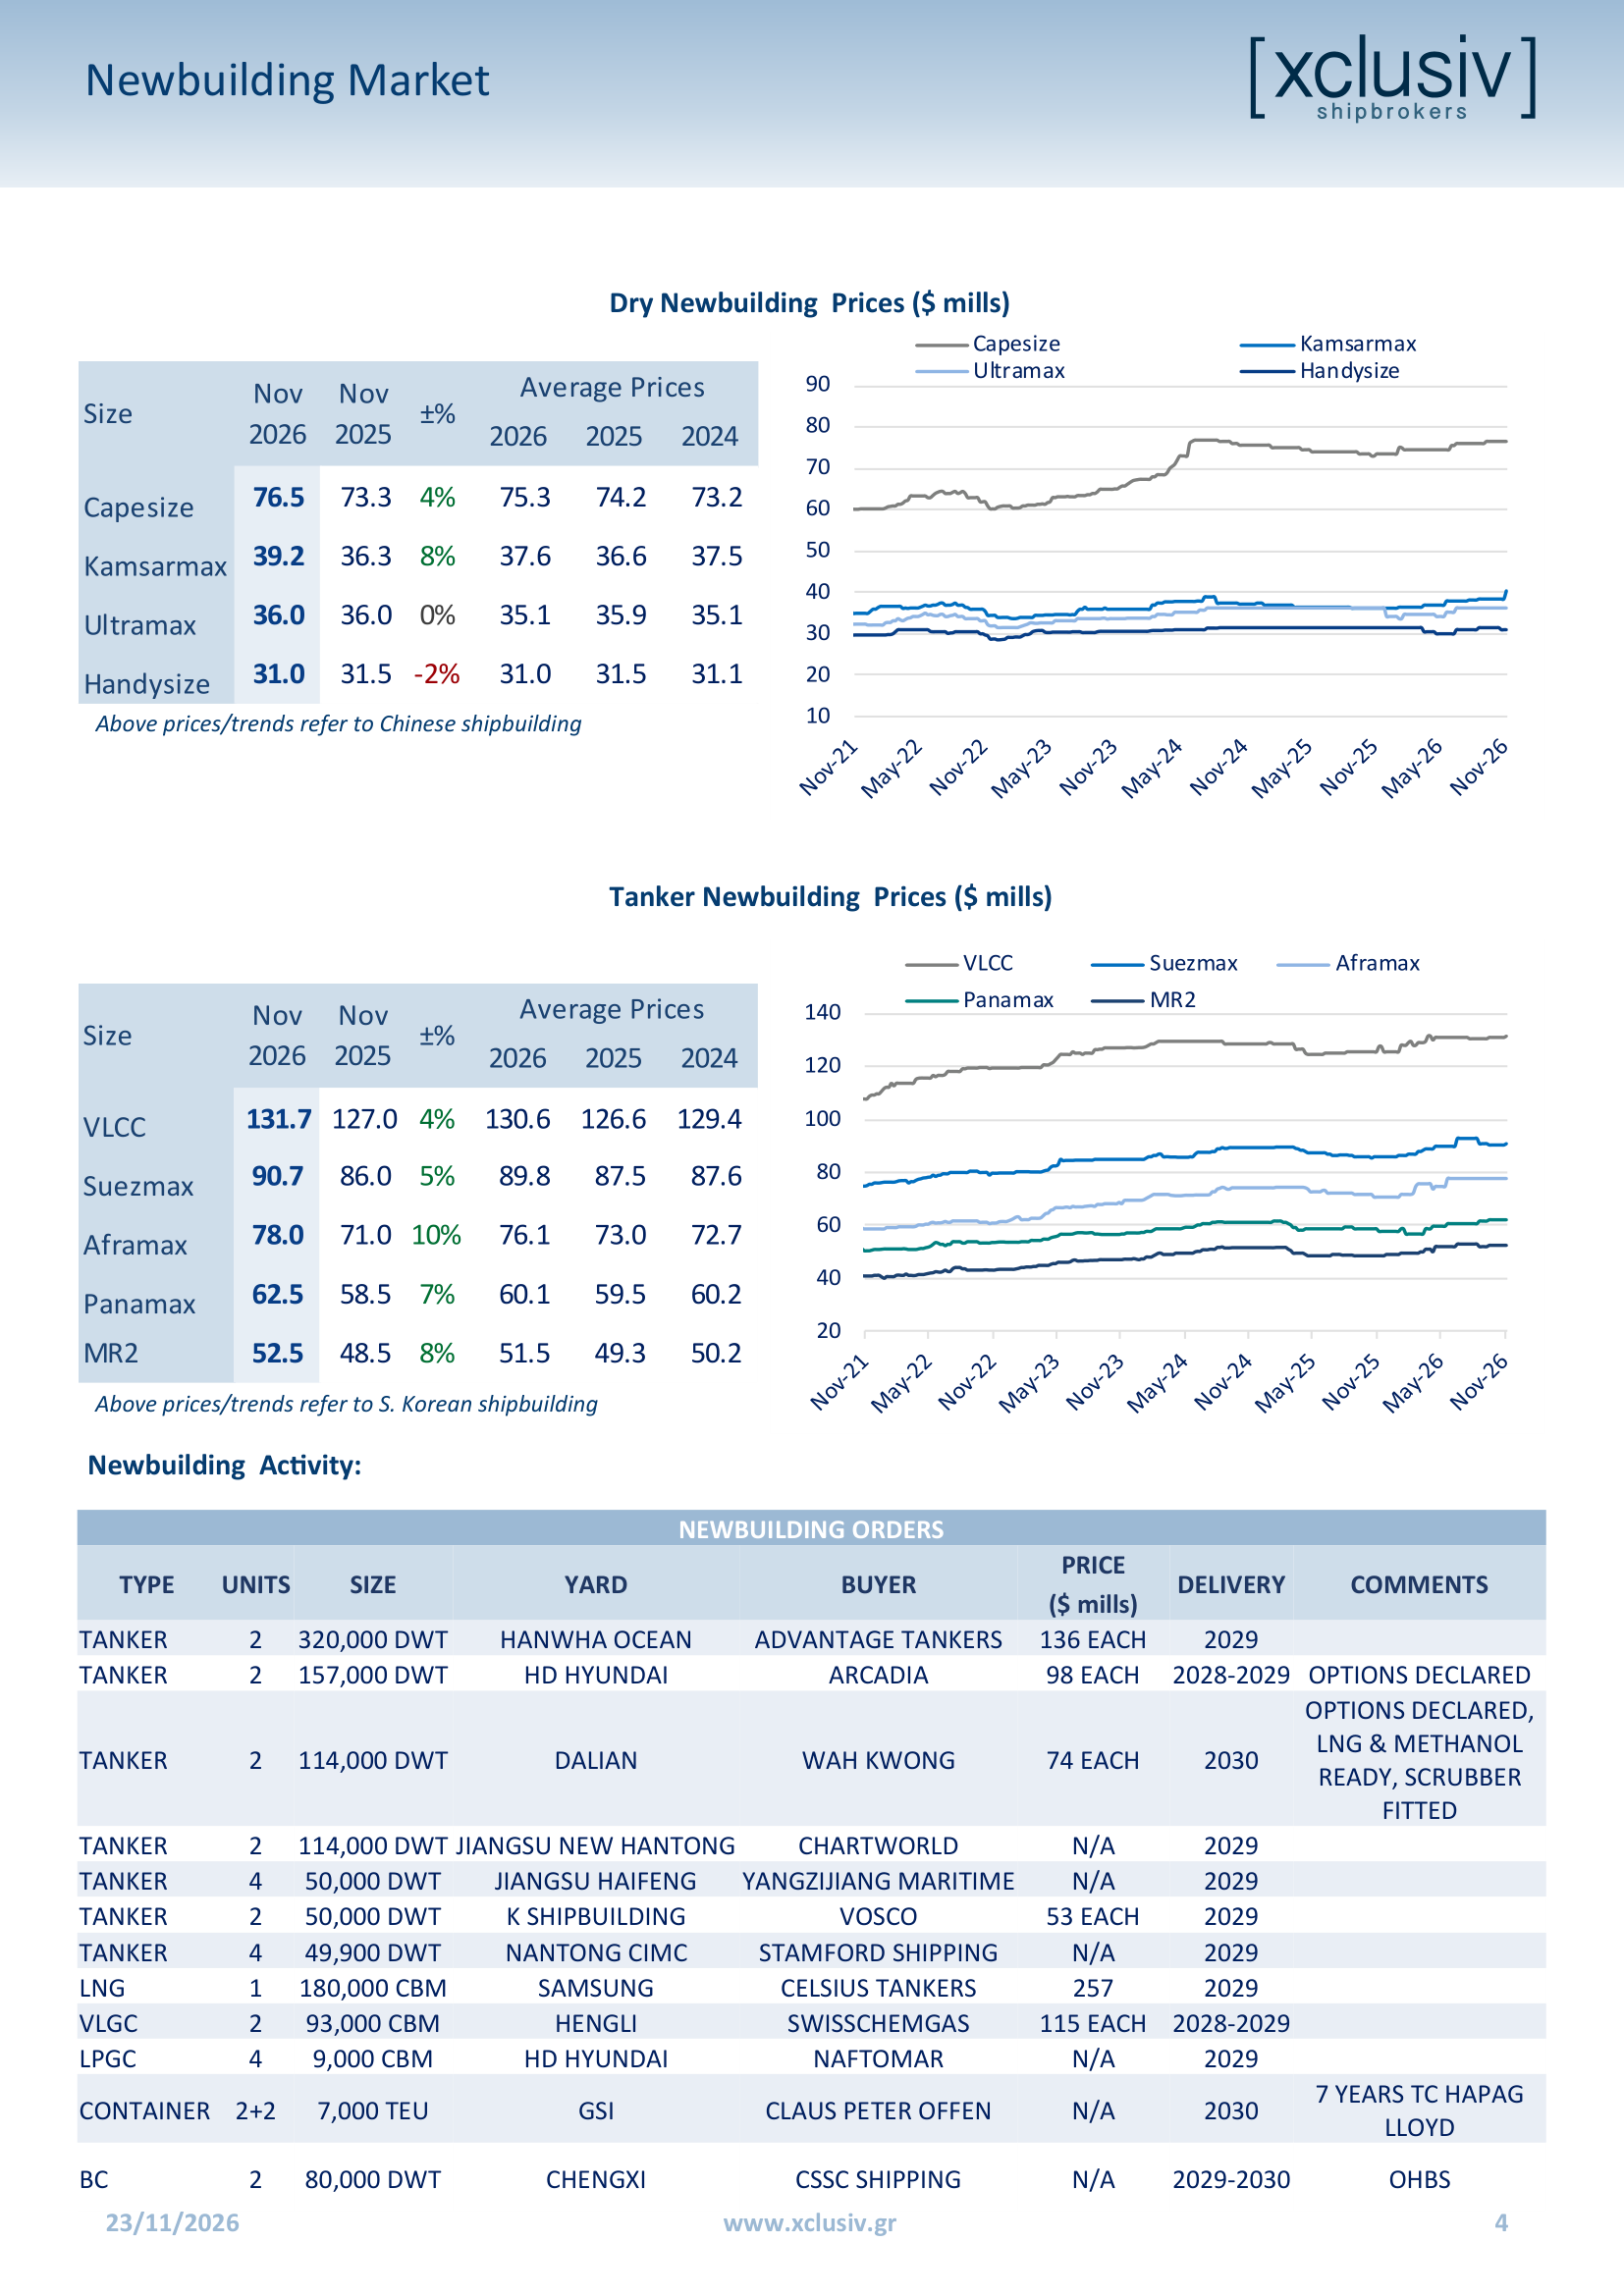 Newbuilding Market
[xclusiv]
shipbrokers
Dry Newbuilding Prices ($ mills)
Size Nov 2026 Nov 2025 ±% Average Prices
2026 2025 2024
Capesize 76.5 73.3 4% 75.3 74.2 73.2
Kamsarmax 39.2 36.3 8% 37.6 36.6 37.5
Ultramax 36.0 36.0 0% 35.1 35.9 35.1
Handysize 31.0 31.5 -2% 31.0 31.5 31.1
Above prices/trends refer to Chinese shipbuilding
Capesize Kamsarmax
Ultramax Handysize
90
80
70
60
50
40
30
20
10
Nov-21 May-22 Nov-22 May-23 Nov-23 May-24 Nov-24 May-25 Nov-25 May-26 Nov-26
Tanker Newbuilding Prices ($ mills)
Size Nov 2026 Nov 2025 ±% Average Prices
2026 2025 2024
VLCC 131.7 127.0 4% 130.6 126.6 129.4
Suezmax 90.7 86.0 5% 89.8 87.5 87.6
Aframax 78.0 71.0 10% 76.1 73.0 72.7
Panamax 62.5 58.5 7% 60.1 59.5 60.2
MR2 52.5 48.5 8% 51.5 49.3 50.2
Above prices/trends refer to S. Korean shipbuilding
VLCC Suezmax Aframax
Panamax MR2
140
120
100
80
60
40
20
Nov-21 May-22 Nov-22 May-23 Nov-23 May-24 Nov-24 May-25 Nov-25 May-26 Nov-26
Newbuilding Activity:
NEWBUILDING ORDERS
TYPE UNITS SIZE YARD BUYER PRICE ($ mills) DELIVERY COMMENTS
TANKER 2 320,000 DWT HANWHA OCEAN ADVANTAGE TANKERS 136 EACH 2029
TANKER 2 157,000 DWT HD HYUNDAI ARCADIA 98 EACH 2028-2029 OPTIONS DECLARED
TANKER 2 114,000 DWT DALIAN WAH KWONG 74 EACH 2030 OPTIONS DECLARED,
LNG & METHANOL
READY, SCRUBBER
FITTED
TANKER 2 114,000 DWT JIANGSU NEW HANTONG CHARTWORLD N/A 2029
TANKER 4 50,000 DWT JIANGSU HAIFENG YANGZIJIANG MARITIME N/A 2029
TANKER 2 50,000 DWT K SHIPBUILDING VOSCO 53 EACH 2029
TANKER 4 49,900 DWT NANTONG CIMC STAMFORD SHIPPING N/A 2029
LNG 1 180,000 CBM SAMSUNG CELSIUS TANKERS 257 2029
VLGC 2 93,000 CBM HENGLI SWISSCHEMGAS 115 EACH 2028-2029
LPGC 4 9,000 CBM HD HYUNDAI NAFTOMAR N/A 2029
CONTAINER 2+2 7,000 TEU GSI CLAUS PETER OFFEN N/A 2030 7 YEARS TC HAPAG
LLOYD
BC 2 80,000 DWT CHENGXI CSSC SHIPPING N/A 2029-2030 OHBS
23/11/2026 www.xclusiv.gr 4